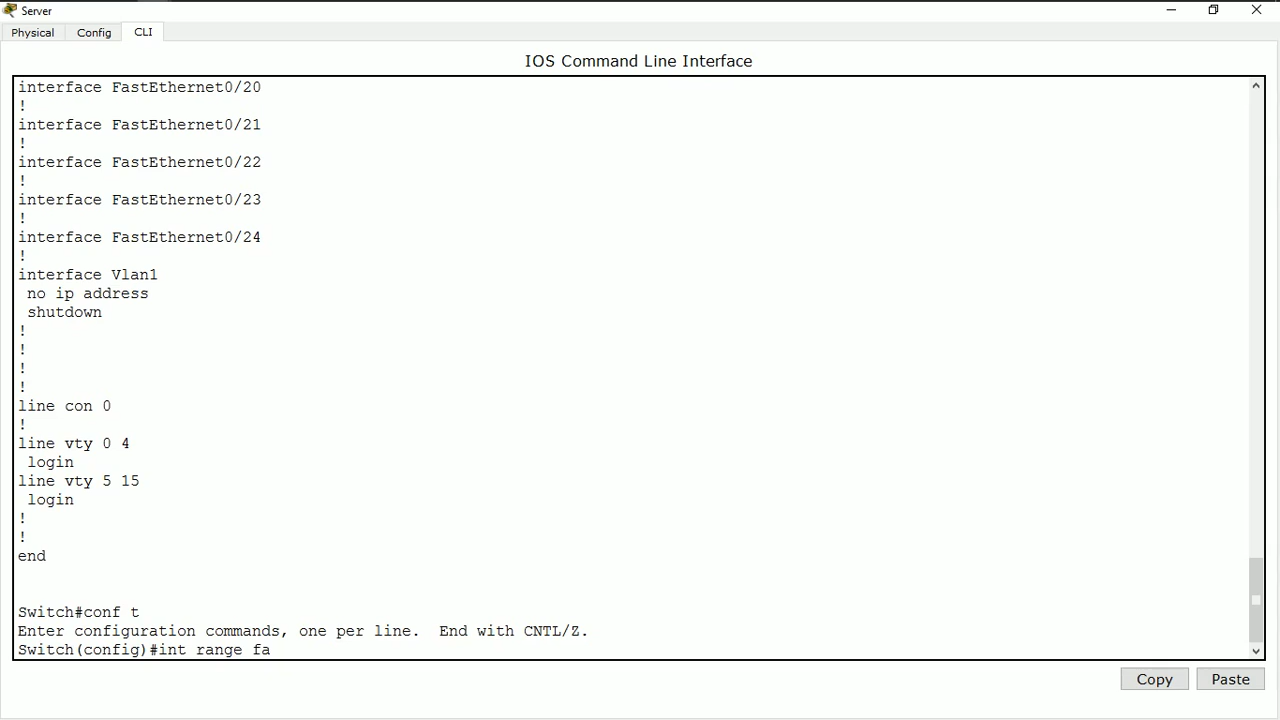 Server
Physical Config CLI
IOS Command Line Interface
interface FastEthernet0/20
!
interface FastEthernet0/21
!
interface FastEthernet0/22
!
interface FastEthernet0/23
!
interface FastEthernet0/24
!
interface Vlan1
 no ip address
 shutdown
!
!
!
!
line con 0
!
line vty 0 4
 login
line vty 5 15
 login
!
!
end
Switch#conf t
Enter configuration commands, one per line.  End with CNTL/Z.
Switch(config)#int range fa
Copy Paste